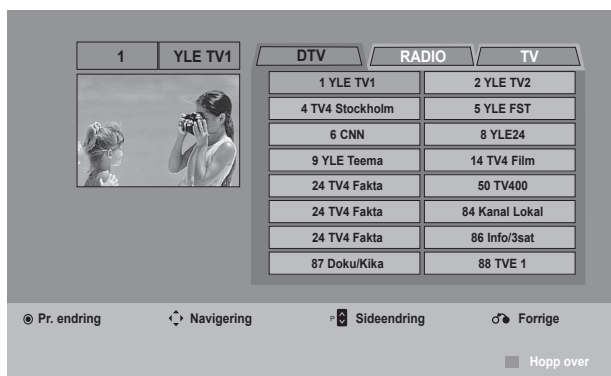 1 YLE TV1
DTV RADIO TV
1 YLE TV1 2 YLE TV2
4 TV4 Stockholm 5 YLE FST
6 CNN 8 YLE24
9 YLE Teema 14 TV4 Film
24 TV4 Fakta 50 TV400
24 TV4 Fakta 84 Kanal Lokal
24 TV4 Fakta 86 Info/3sat
87 Doku/Kika 88 TVE 1
Pr. endring Navigering P Sideendring Forrige
Hopp over